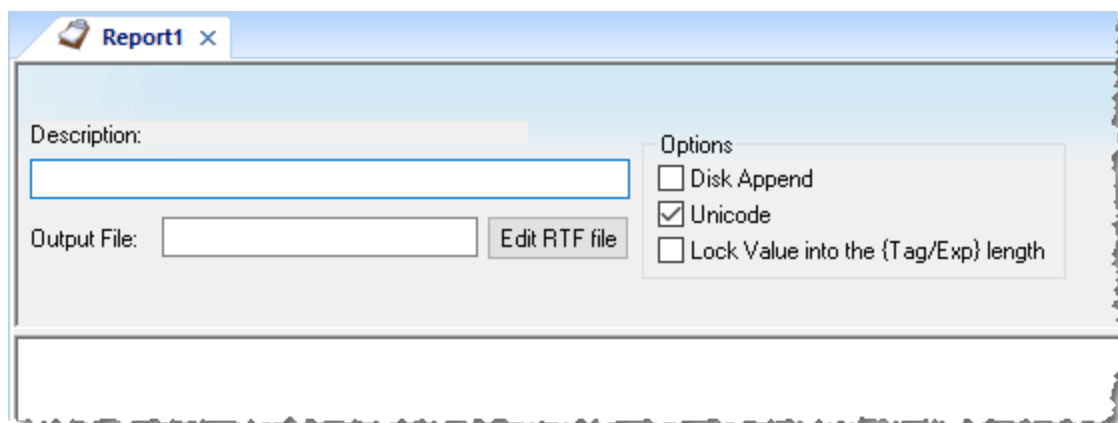 Report1
Description:
Output File:
Edit RTF file
Options
Disk Append
Unicode
Lock Value into the {Tag/Exp} length